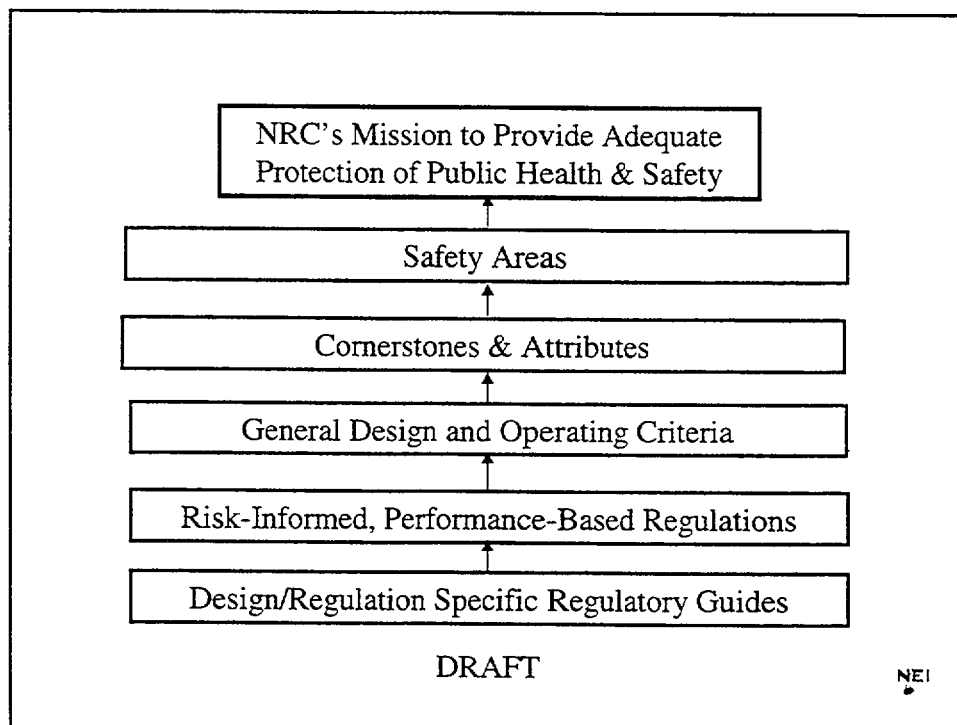 NRC's Mission to Provide Adequate
Protection of Public Health & Safety
Safety Areas
Cornerstones & Attributes
General Design and Operating Criteria
Risk-Informed, Performance-Based Regulations
Design/Regulation Specific Regulatory Guides
DRAFT
NEI